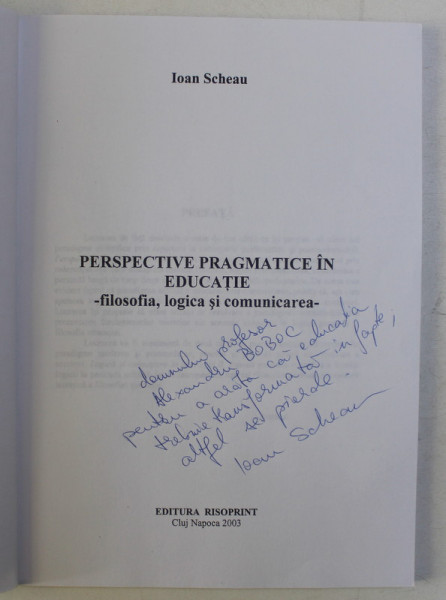 Ioan Scheau
PERSPECTIVE PRAGMATICE ÎN
EDUCAȚIE
-filosofia, logica și comunicarea-
domnului profesor
Alexandru BOBOC
pentru a arăta că educația
trebuie transformată în fapte,
altfel se pierde.
Ioan Scheau
EDITURA RISOPRINT
Cluj Napoca 2003